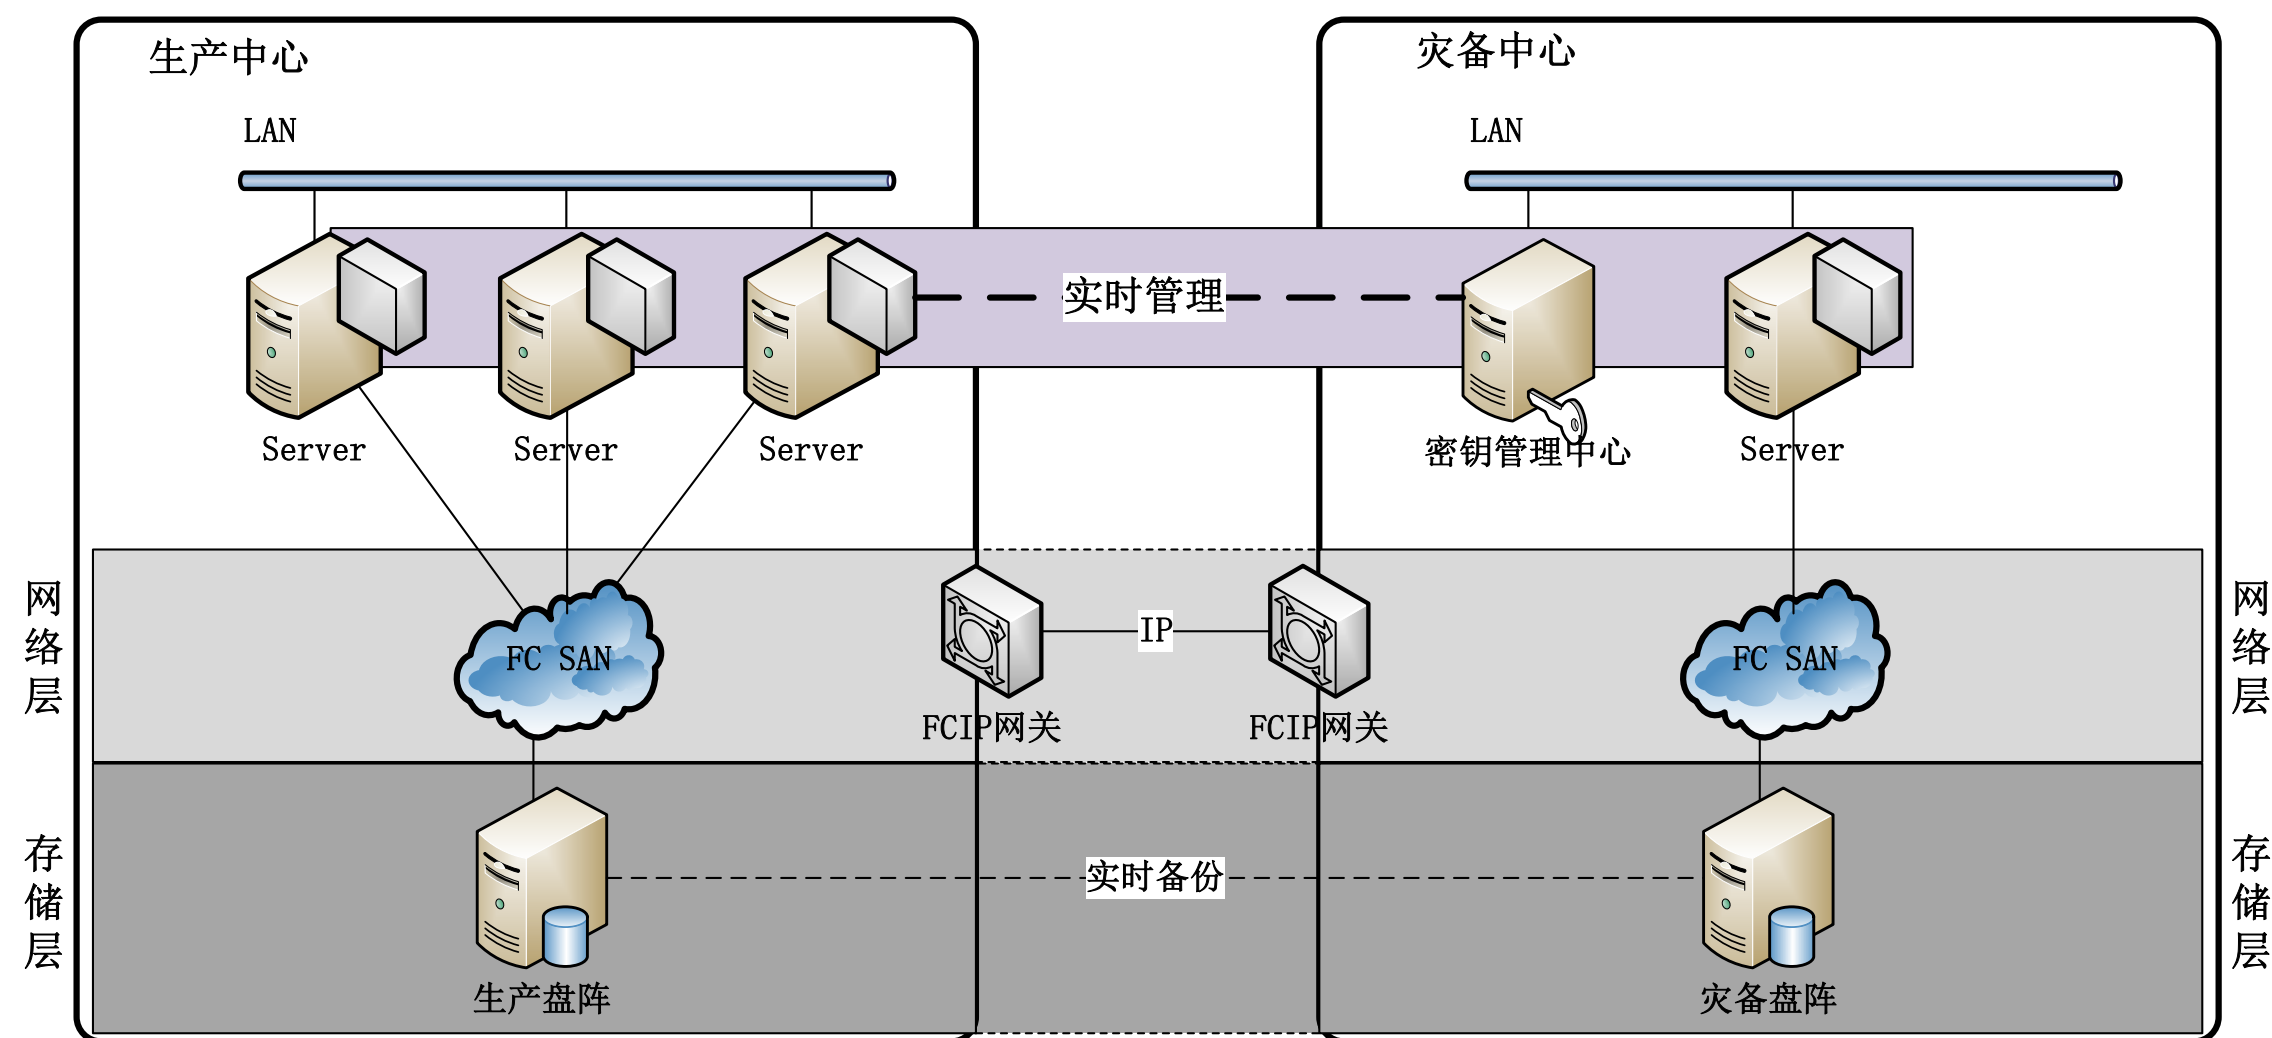 生产中心
灾备中心
LAN
LAN
实时管理
Server
Server
Server
密钥管理中心
Server
网络层
FC SAN
IP
FC SAN
网络层
FCIP网关
FCIP网关
存储层
实时备份
存储层
生产盘阵
灾备盘阵